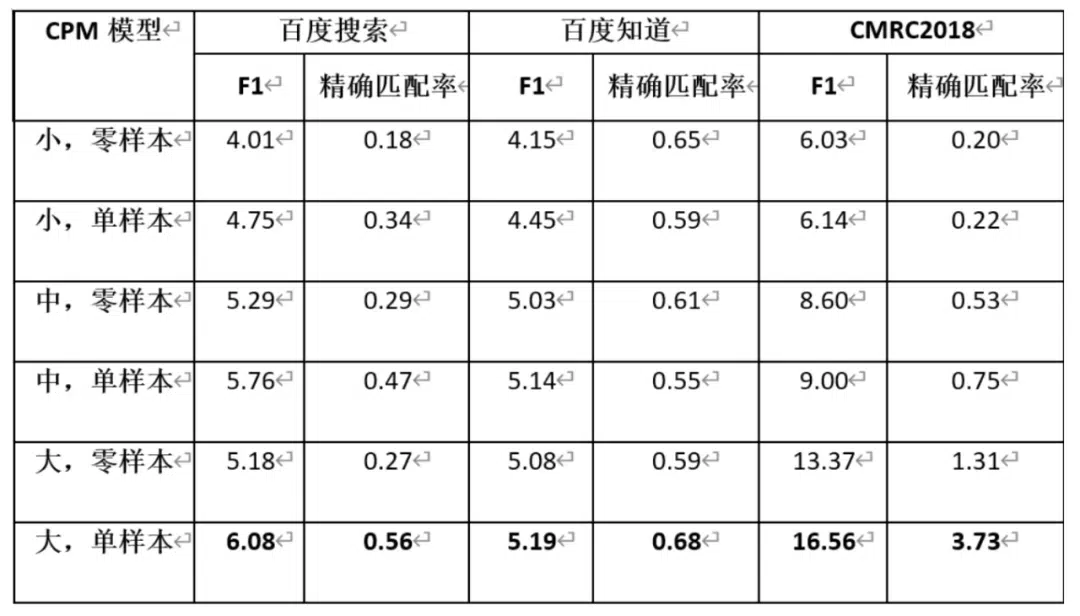 CPM 模型 百度搜索 百度知道 CMRC2018
F1 精确匹配率 F1 精确匹配率 F1 精确匹配率
小，零样本 4.01 0.18 4.15 0.65 6.03 0.20
小，单样本 4.75 0.34 4.45 0.59 6.14 0.22
中，零样本 5.29 0.29 5.03 0.61 8.60 0.53
中，单样本 5.76 0.47 5.14 0.55 9.00 0.75
大，零样本 5.18 0.27 5.08 0.59 13.37 1.31
大，单样本 6.08 0.56 5.19 0.68 16.56 3.73